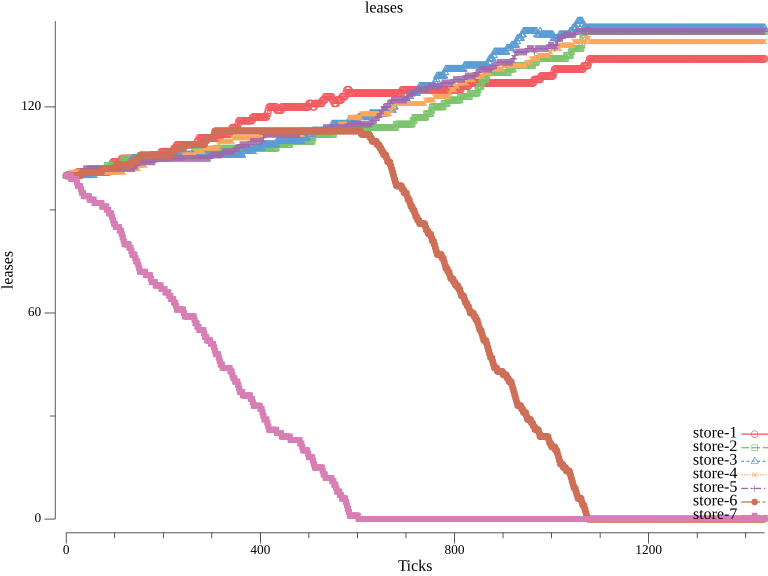 leases
120
60
0
leases
0
400
800
1200
Ticks
store-1
store-2
store-3
store-4
store-5
store-6
store-7